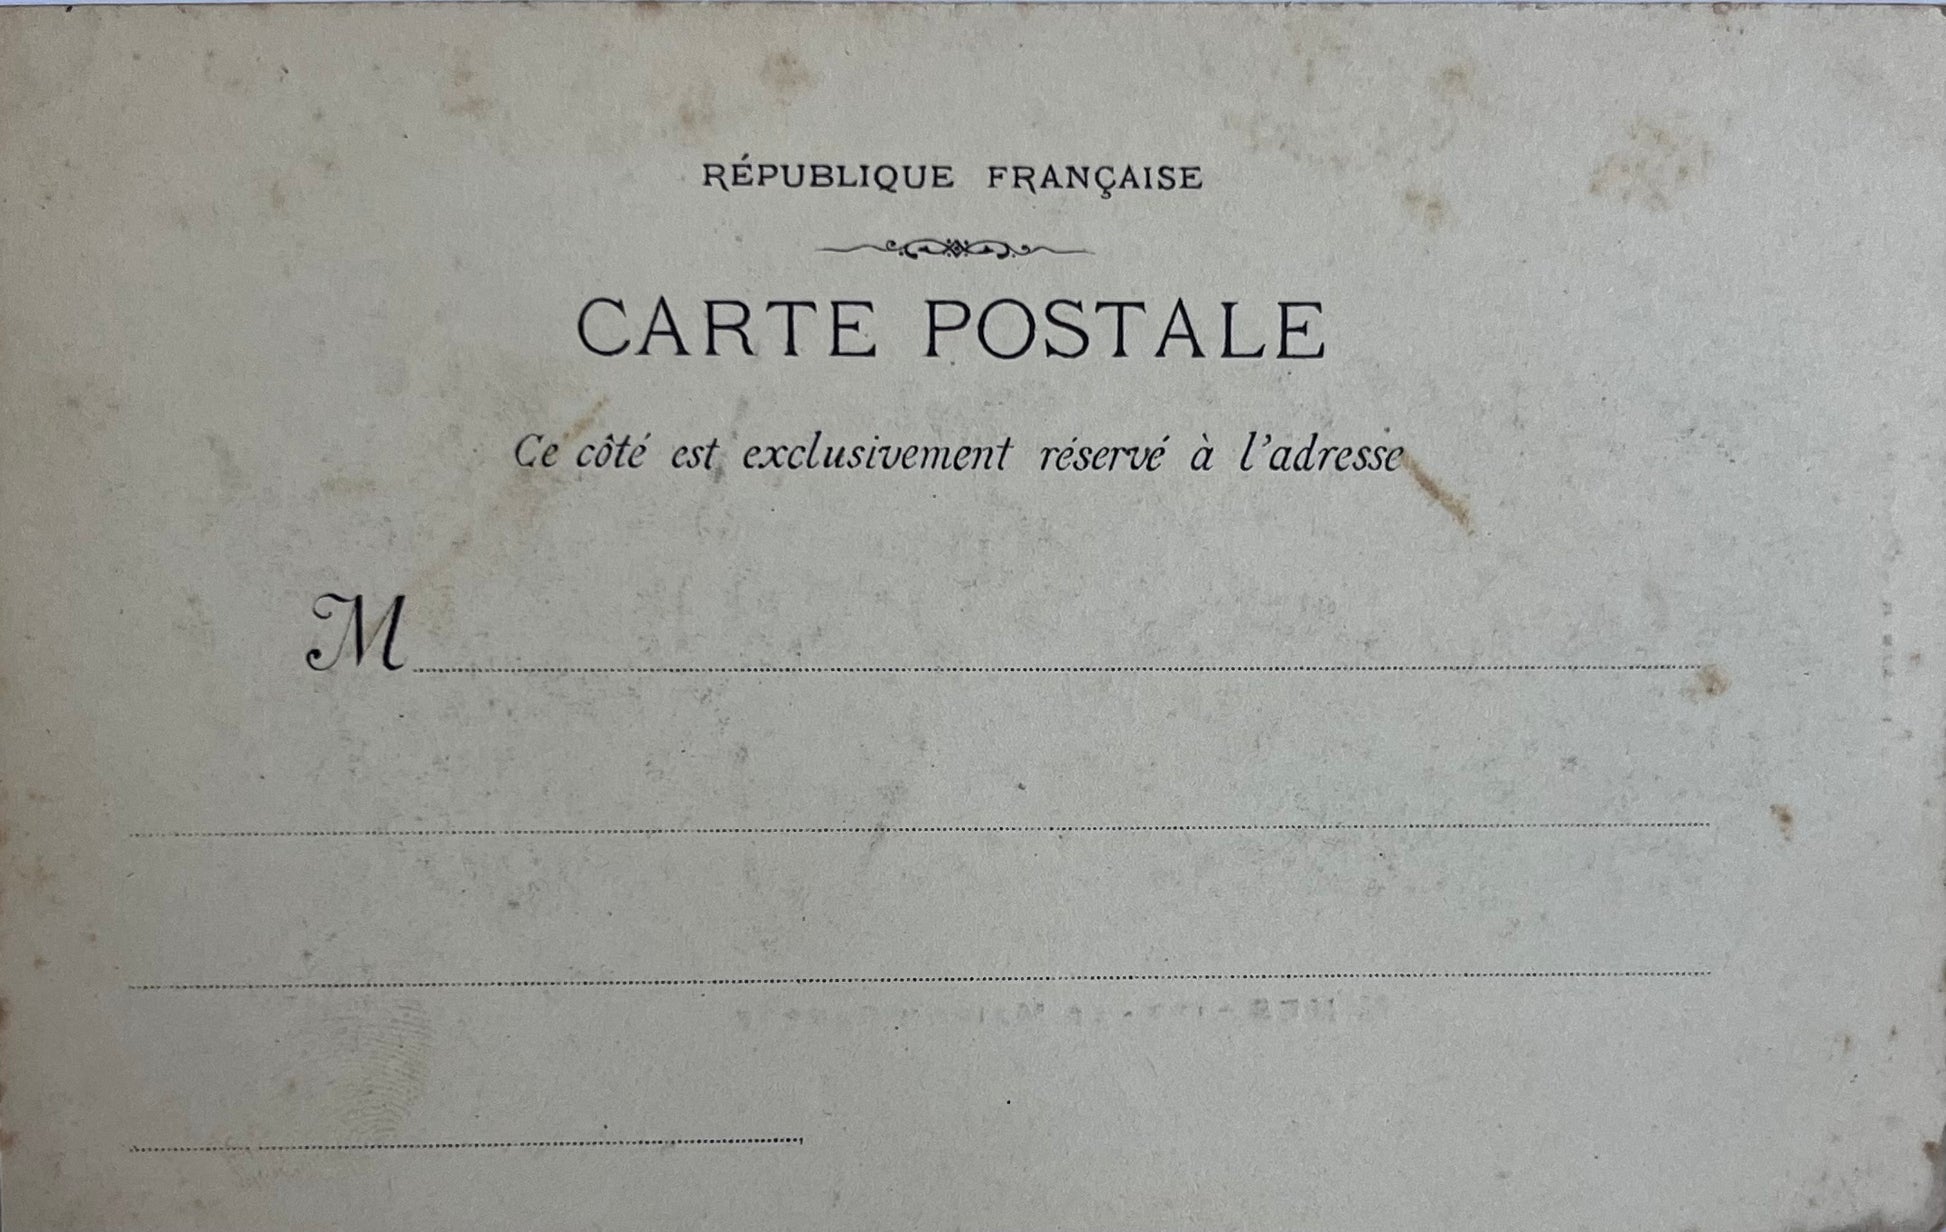 RÉPUBLIQUE FRANÇAISE
CARTE POSTALE
Ce côté est exclusivement réservé à l'adresse
M